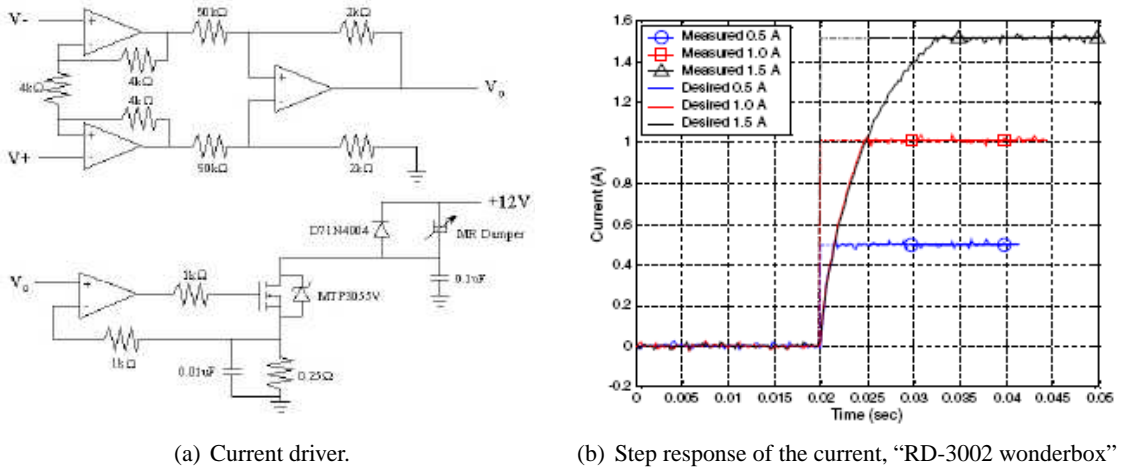 V-
50kΩ
2kΩ
4kΩ
4kΩ
4kΩ
V+
50kΩ
2kΩ
V₀
+12V
D71N4004
MR Damper
0.1uF
V₀
1kΩ
MTP3055V
1kΩ
0.01uF
0.25Ω
(a) Current driver.
1.6
1.4
1.2
1
0.8
0.6
0.4
0.2
0
-0.2
Current (A)
Measured 0.5 A
Measured 1.0 A
Measured 1.5 A
Desired 0.5 A
Desired 1.0 A
Desired 1.5 A
0 0.005 0.01 0.015 0.02 0.025 0.03 0.035 0.04 0.045 0.05
Time (sec)
(b) Step response of the current, “RD-3002 wonderbox”